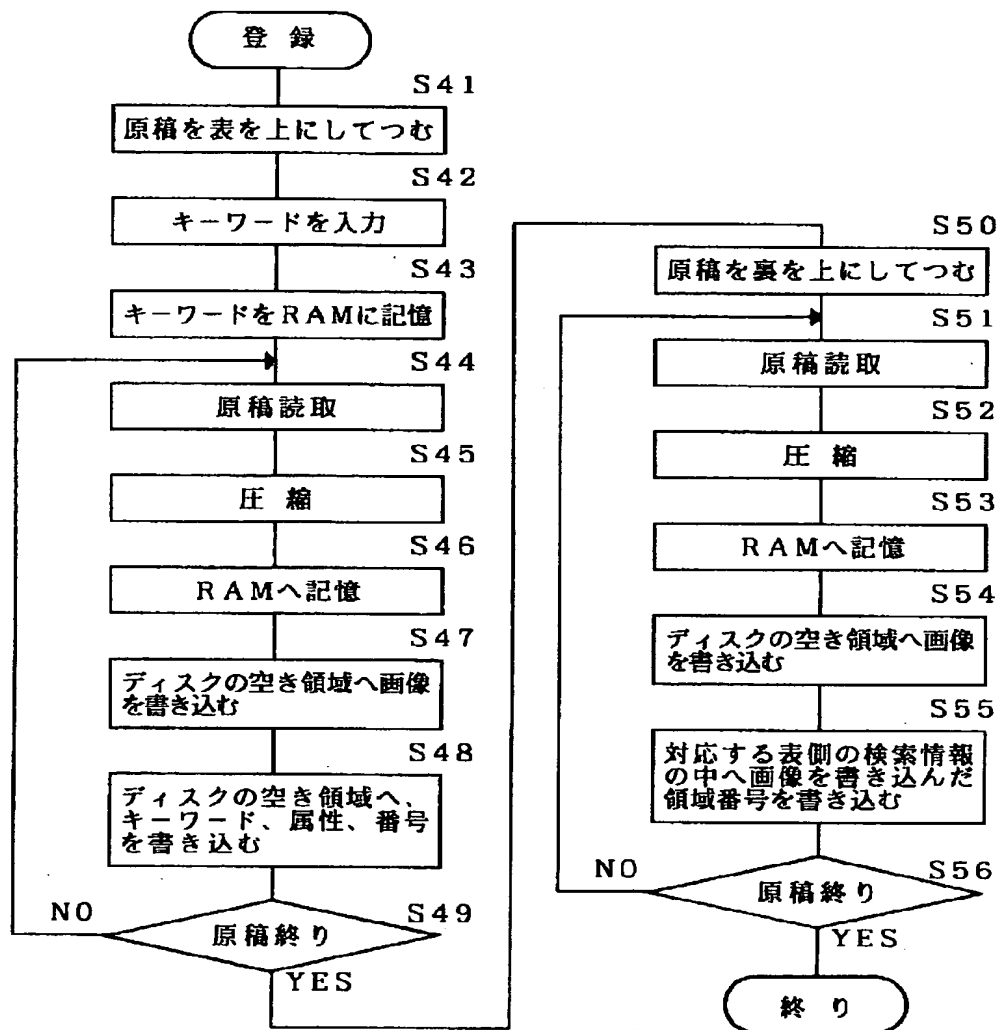 登録
S41
原稿を表を上にしてつむ
S42
キーワードを入力
S43
キーワードをRAMに記憶
S44
原稿読取
S45
圧縮
S46
RAMへ記憶
S47
ディスクの空き領域へ画像
を書き込む
S48
ディスクの空き領域へ、
キーワード、属性、番号
を書き込む
NO
S49
原稿終り
YES
S50
原稿を裏を上にしてつむ
S51
原稿読取
S52
圧縮
S53
RAMへ記憶
S54
ディスクの空き領域へ画像
を書き込む
S55
対応する表側の検索情報
の中へ画像を書き込んだ
領域番号を書き込む
NO
S56
原稿終り
YES
終り